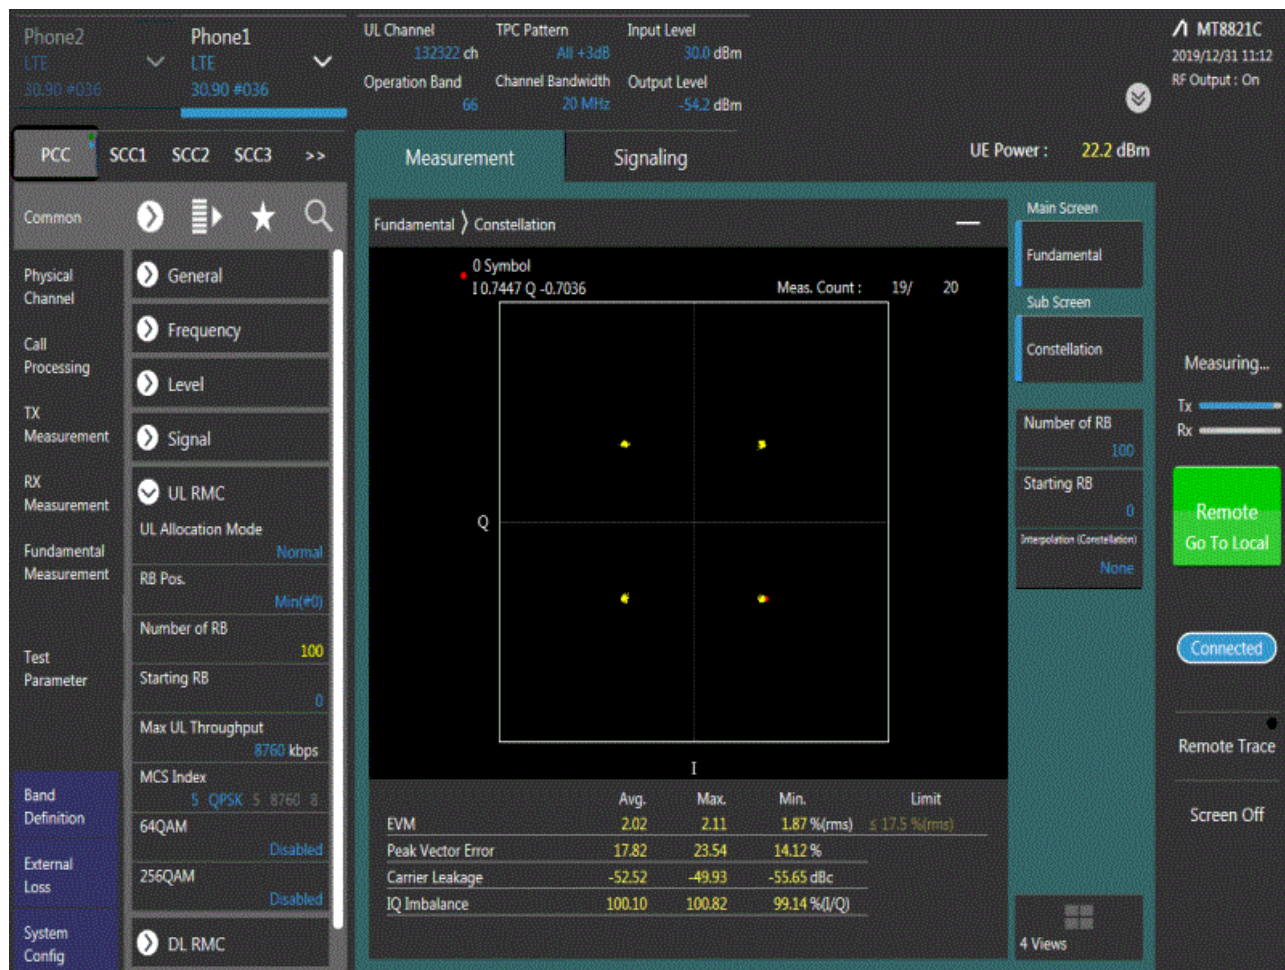 Phone2
LTE
30.90 #036
Phone1
LTE
30.90 #036
UL Channel
132322 ch
TPC Pattern
All +3dB
Input Level
30.0 dBm
Operation Band
66
Channel Bandwidth
20 MHz
Output Level
-54.2 dBm
MT8821C
2019/12/31 11:12
RF Output : On
PCC SCC1 SCC2 SCC3 >>
Measurement
Signaling
UE Power : 22.2 dBm
Common
Physical
Channel
Call
Processing
TX
Measurement
RX
Measurement
Fundamental
Measurement
Test
Parameter
Band
Definition
External
Loss
System
Config
General
Frequency
Level
Signal
UL RMC
UL Allocation Mode
Normal
RB Pos.
Min(#0)
Number of RB
100
Starting RB
0
Max UL Throughput
8760 kbps
MCS Index
5 QPSK 5 8760 8
64QAM
Disabled
256QAM
Disabled
DL RMC
Fundamental 〉 Constellation
0 Symbol
I 0.7447 Q -0.7036
Meas. Count : 19/ 20
Q
I
Avg. Max. Min. Limit
EVM 2.02 2.11 1.87 %(rms) ≤ 17.5 %(rms)
Peak Vector Error 17.82 23.54 14.12 %
Carrier Leakage -52.52 -49.93 -55.65 dBc
IQ Imbalance 100.10 100.82 99.14 %(I/Q)
Main Screen
Fundamental
Sub Screen
Constellation
Number of RB
100
Starting RB
0
Interpolation (Constellation)
None
4 Views
Measuring...
Tx
Rx
Remote
Go To Local
Connected
Remote Trace
Screen Off